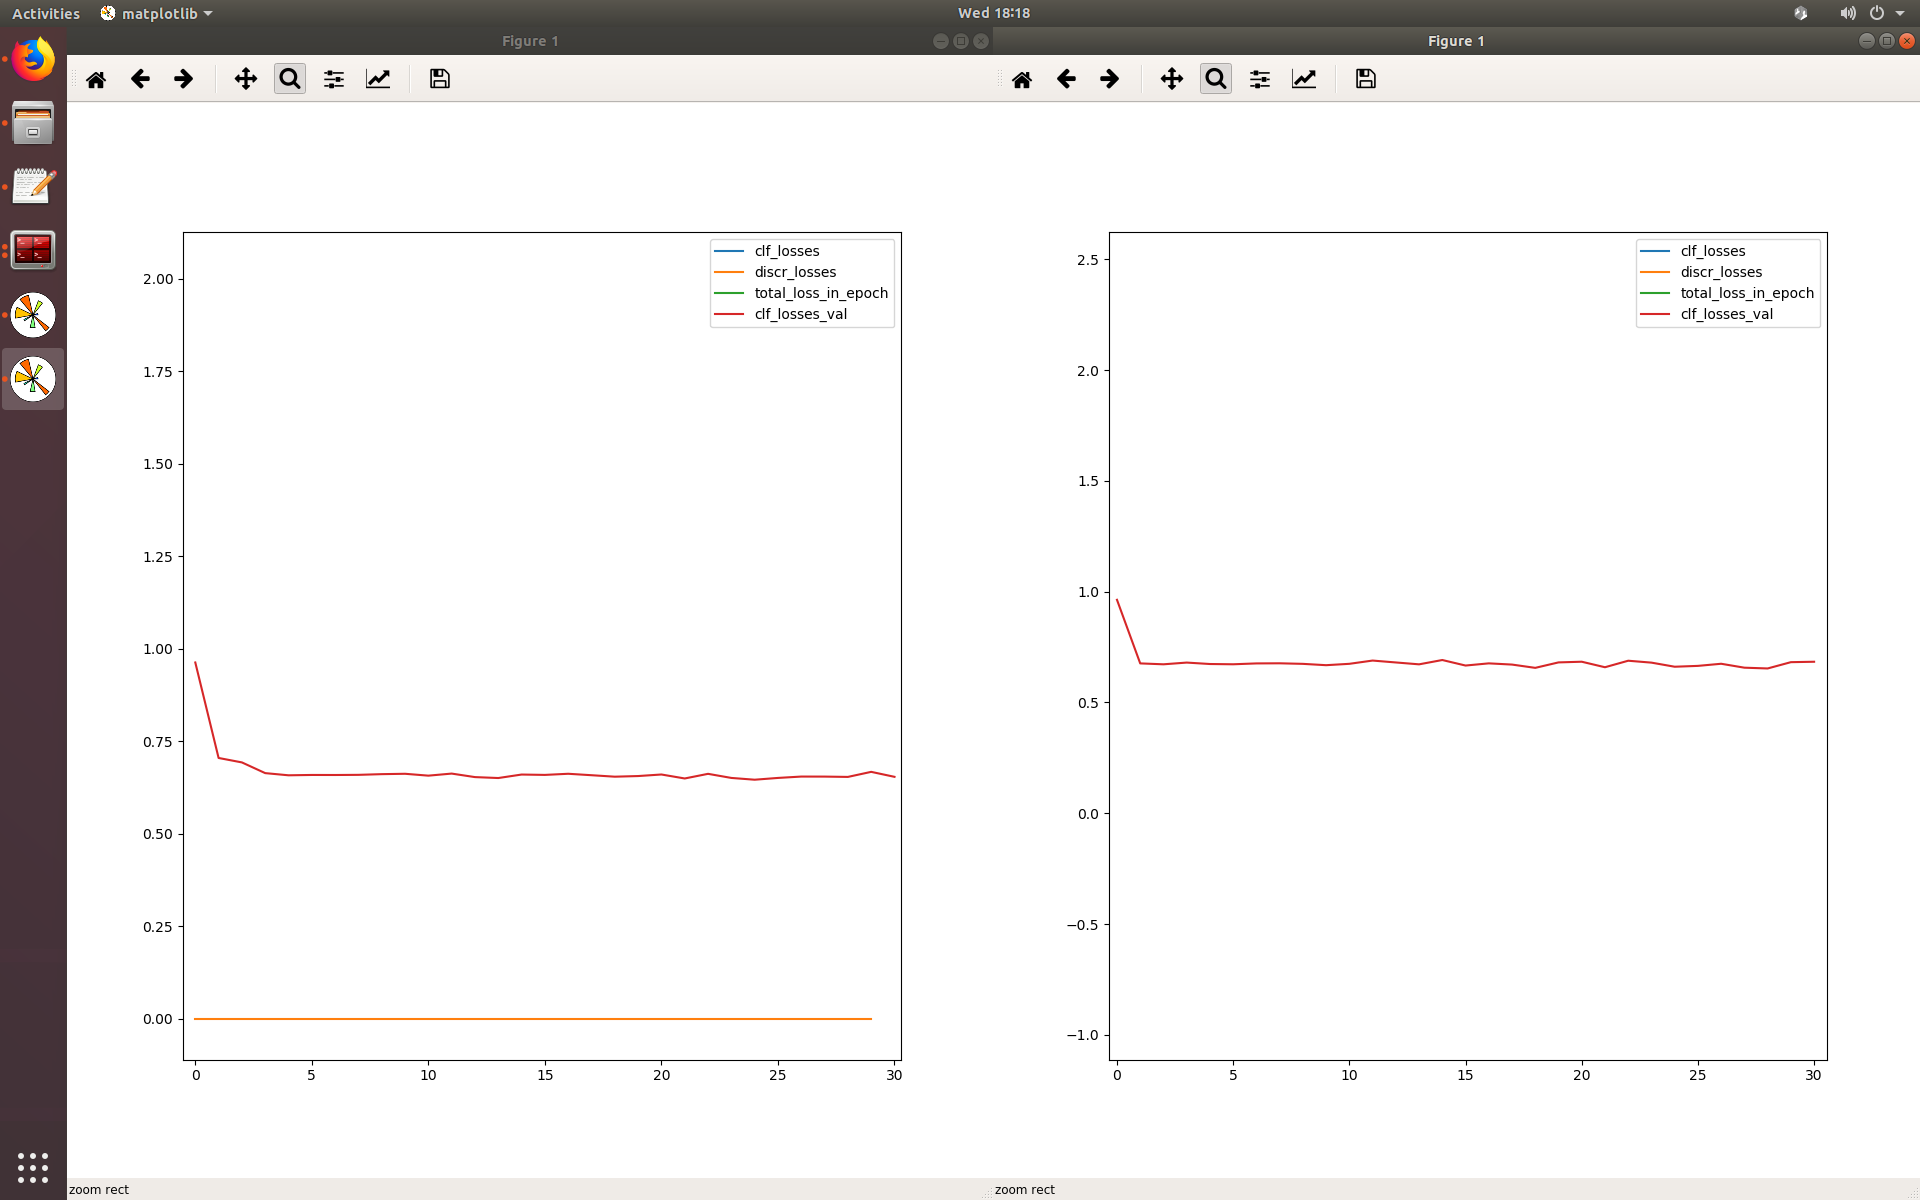 Activities
matplotlib
Wed 18:18
Figure 1
Figure 1
clf_losses
discr_losses
total_loss_in_epoch
clf_losses_val
2.00
1.75
1.50
1.25
1.00
0.75
0.50
0.25
0.00
0 5 10 15 20 25 30
clf_losses
discr_losses
total_loss_in_epoch
clf_losses_val
2.5
2.0
1.5
1.0
0.5
0.0
−0.5
−1.0
0 5 10 15 20 25 30
zoom rect
zoom rect